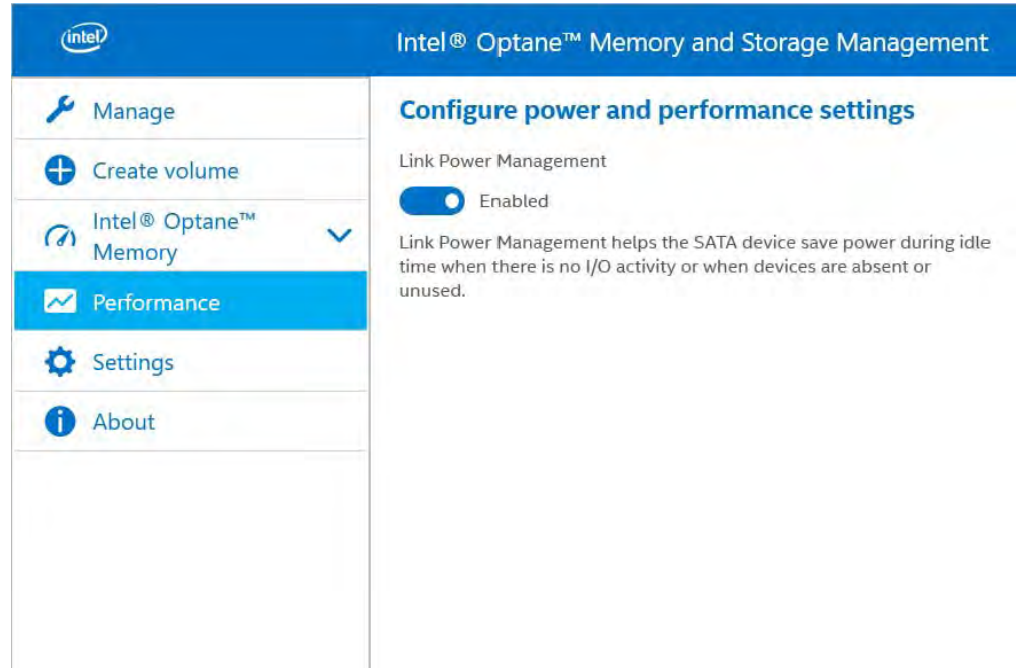 intel
Intel® Optane™ Memory and Storage Management
Manage
Create volume
Intel® Optane™
Memory
Performance
Settings
About
Configure power and performance settings
Link Power Management
Enabled
Link Power Management helps the SATA device save power during idle
time when there is no I/O activity or when devices are absent or
unused.